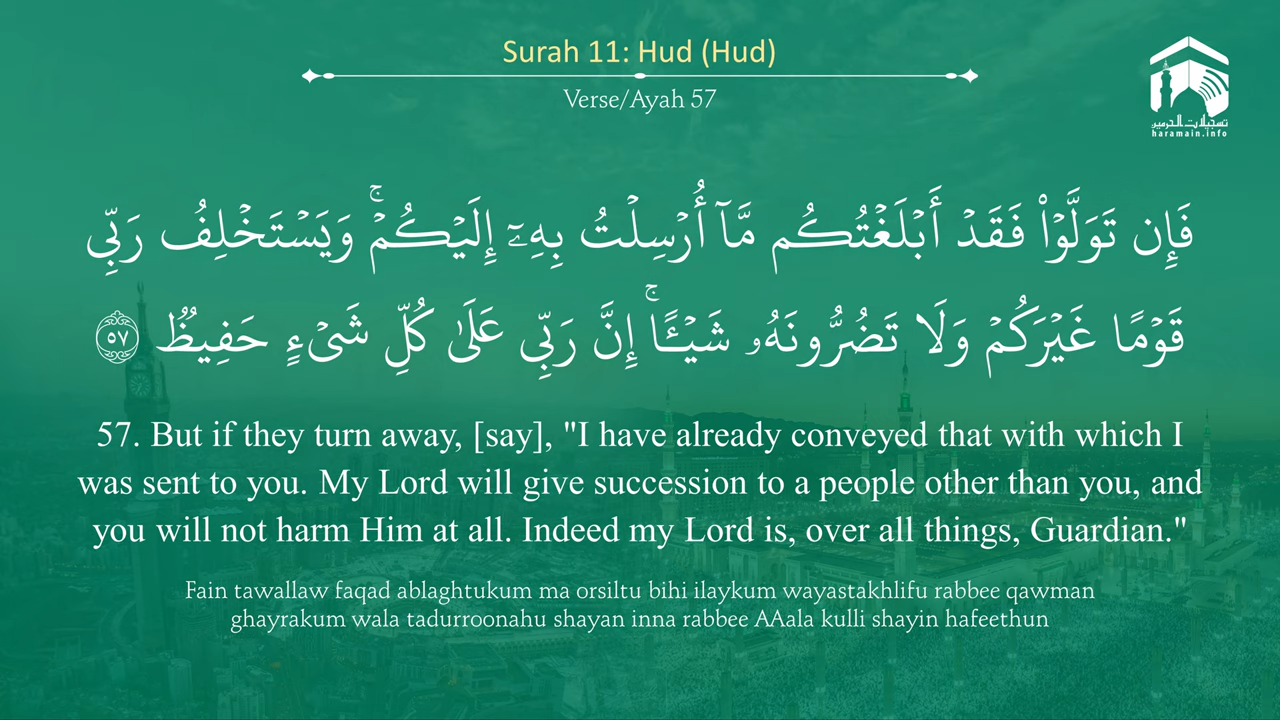 Surah 11: Hud (Hud)
Verse/Ayah 57
تسجيلات الحرمين
haramain.info
فَإِن تَوَلَّوْا۟ فَقَدْ أَبْلَغْتُكُم مَّآ أُرْسِلْتُ بِهِۦٓ إِلَيْكُمْ ۚ وَيَسْتَخْلِفُ رَبِّى
قَوْمًا غَيْرَكُمْ وَلَا تَضُرُّونَهُۥ شَيْـًٔا ۚ إِنَّ رَبِّى عَلَىٰ كُلِّ شَىْءٍ حَفِيظٌ ٥٧
57. But if they turn away, [say], "I have already conveyed that with which I
was sent to you. My Lord will give succession to a people other than you, and
you will not harm Him at all. Indeed my Lord is, over all things, Guardian."
Fain tawallaw faqad ablaghtukum ma orsiltu bihi ilaykum wayastakhlifu rabbee qawman
ghayrakum wala tadurroonahu shayan inna rabbee AAala kulli shayin hafeethun